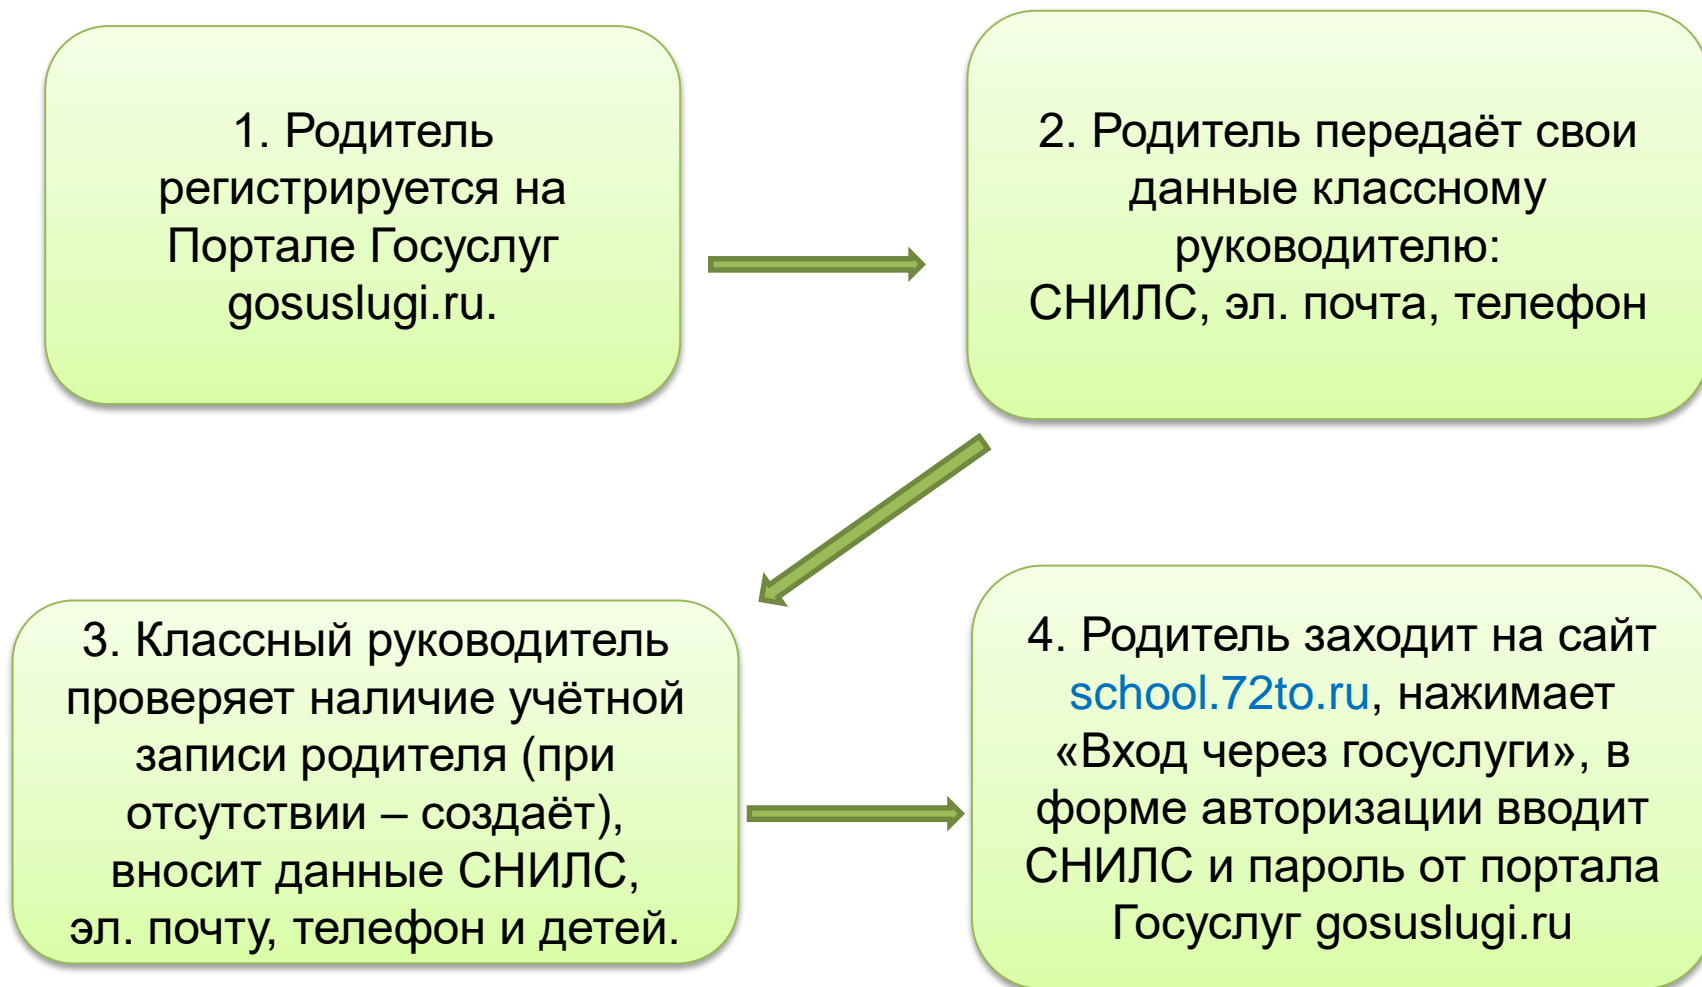 1. Родитель
регистрируется на
Портале Госуслуг
gosuslugi.ru.
2. Родитель передаёт свои
данные классному
руководителю:
СНИЛС, эл. почта, телефон
3. Классный руководитель
проверяет наличие учётной
записи родителя (при
отсутствии – создаёт),
вносит данные СНИЛС,
эл. почту, телефон и детей.
4. Родитель заходит на сайт
school.72to.ru, нажимает
«Вход через госуслуги», в
форме авторизации вводит
СНИЛС и пароль от портала
Госуслуг gosuslugi.ru